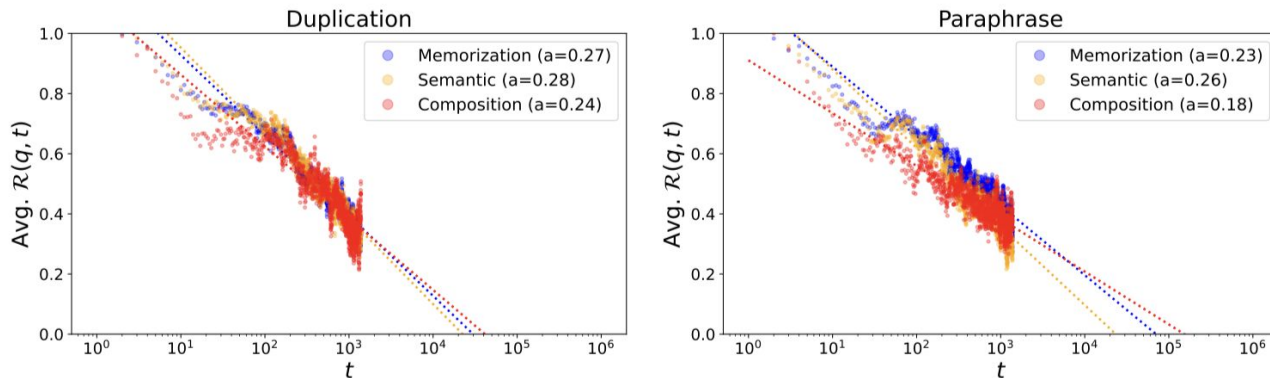 Duplication
Avg. R(q, t)
1.0
0.8
0.6
0.4
0.2
0.0
Memorization (a=0.27)
Semantic (a=0.28)
Composition (a=0.24)
10⁰ 10¹ 10² 10³ 10⁴ 10⁵ 10⁶
t
Paraphrase
Avg. R(q, t)
1.0
0.8
0.6
0.4
0.2
0.0
Memorization (a=0.23)
Semantic (a=0.26)
Composition (a=0.18)
10⁰ 10¹ 10² 10³ 10⁴ 10⁵ 10⁶
t